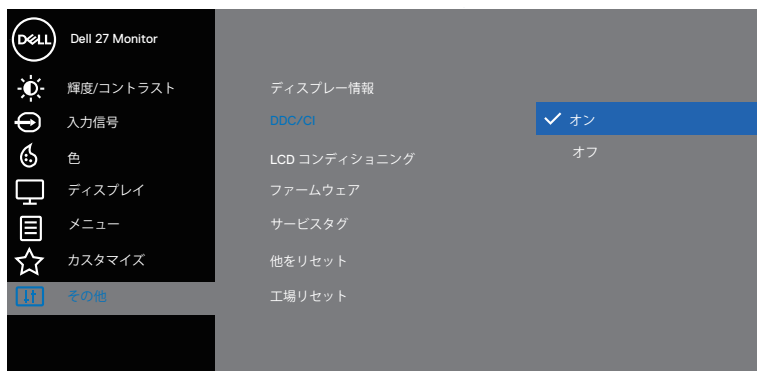 DELL
Dell 27 Monitor
輝度/コントラスト
ディスプレー情報
入力信号
DDC/CI
オン
色
LCD コンディショニング
オフ
ディスプレイ
ファームウェア
メニュー
サービスタグ
カスタマイズ
他をリセット
その他
工場リセット